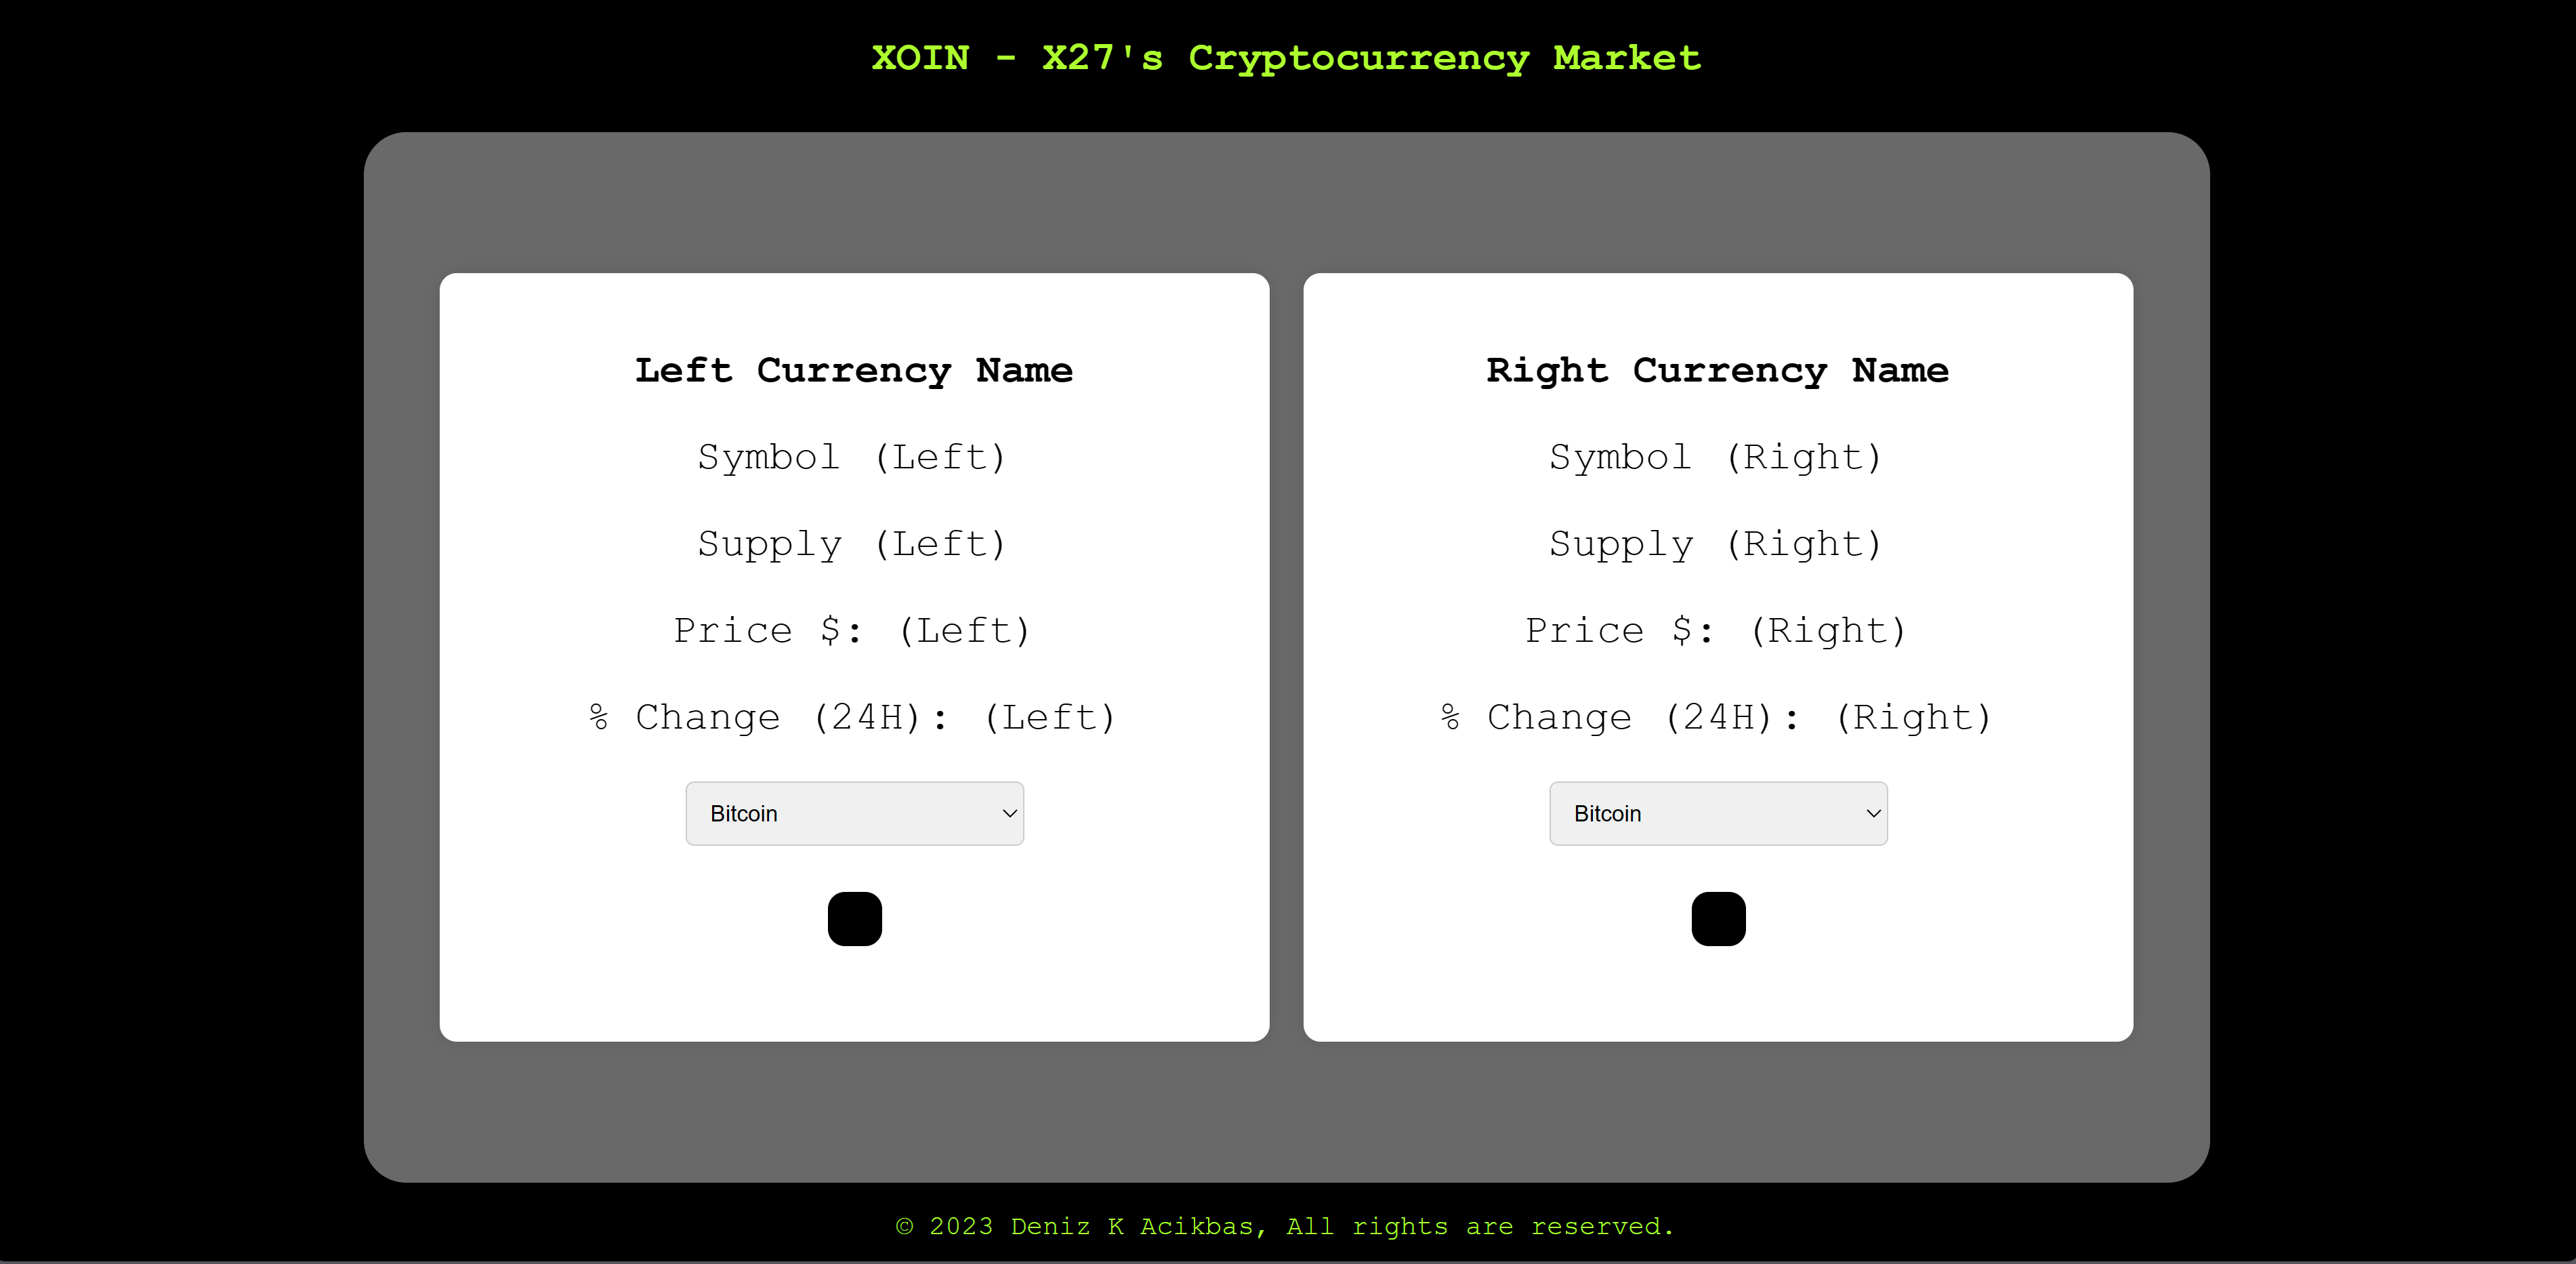 XOIN - X27's Cryptocurrency Market
Left Currency Name
Symbol (Left)
Supply (Left)
Price $: (Left)
% Change (24H): (Left)
Bitcoin
Right Currency Name
Symbol (Right)
Supply (Right)
Price $: (Right)
% Change (24H): (Right)
Bitcoin
© 2023 Deniz K Acikbas, All rights are reserved.